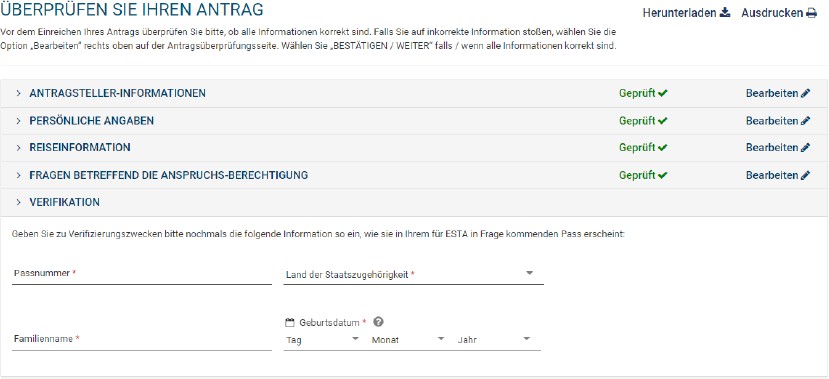 ÜBERPRÜFEN SIE IHREN ANTRAG
Herunterladen Ausdrucken
Vor dem Einreichen Ihres Antrags überprüfen Sie bitte, ob alle Informationen korrekt sind. Falls Sie auf inkorrekte Information stoßen, wählen Sie die
Option „Bearbeiten“ rechts oben auf der Antragsüberprüfungsseite. Wählen Sie „BESTÄTIGEN / WEITER“ falls / wenn alle Informationen korrekt sind.
ANTRAGSTELLER-INFORMATIONEN Geprüft Bearbeiten
PERSÖNLICHE ANGABEN Geprüft Bearbeiten
REISEINFORMATION Geprüft Bearbeiten
FRAGEN BETREFFEND DIE ANSPRUCHS-BERECHTIGUNG Geprüft Bearbeiten
VERIFIKATION
Geben Sie zu Verifizierungszwecken bitte nochmals die folgende Information so ein, wie sie in Ihrem für ESTA in Frage kommenden Pass erscheint:
Passnummer * Land der Staatszugehörigkeit *
Geburtsdatum * ?
Familienname * Tag Monat Jahr